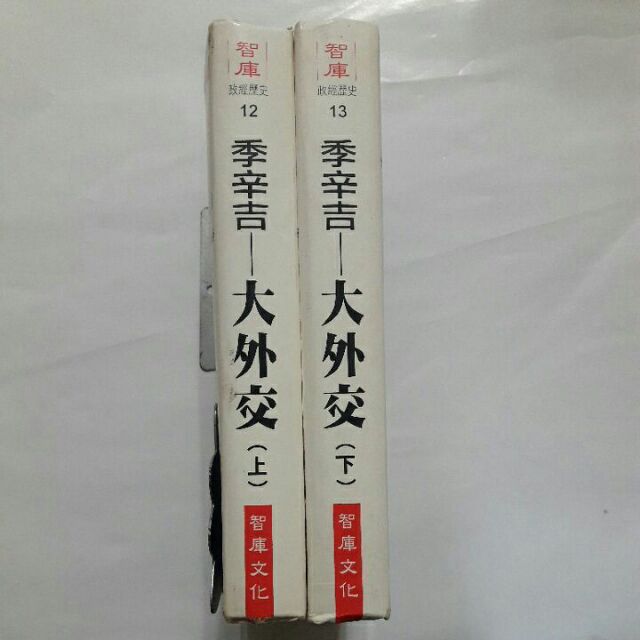 智庫
政經歷史
12
季辛吉—大外交(上)
智庫文化
智庫
政經歷史
13
季辛吉—大外交(下)
智庫文化